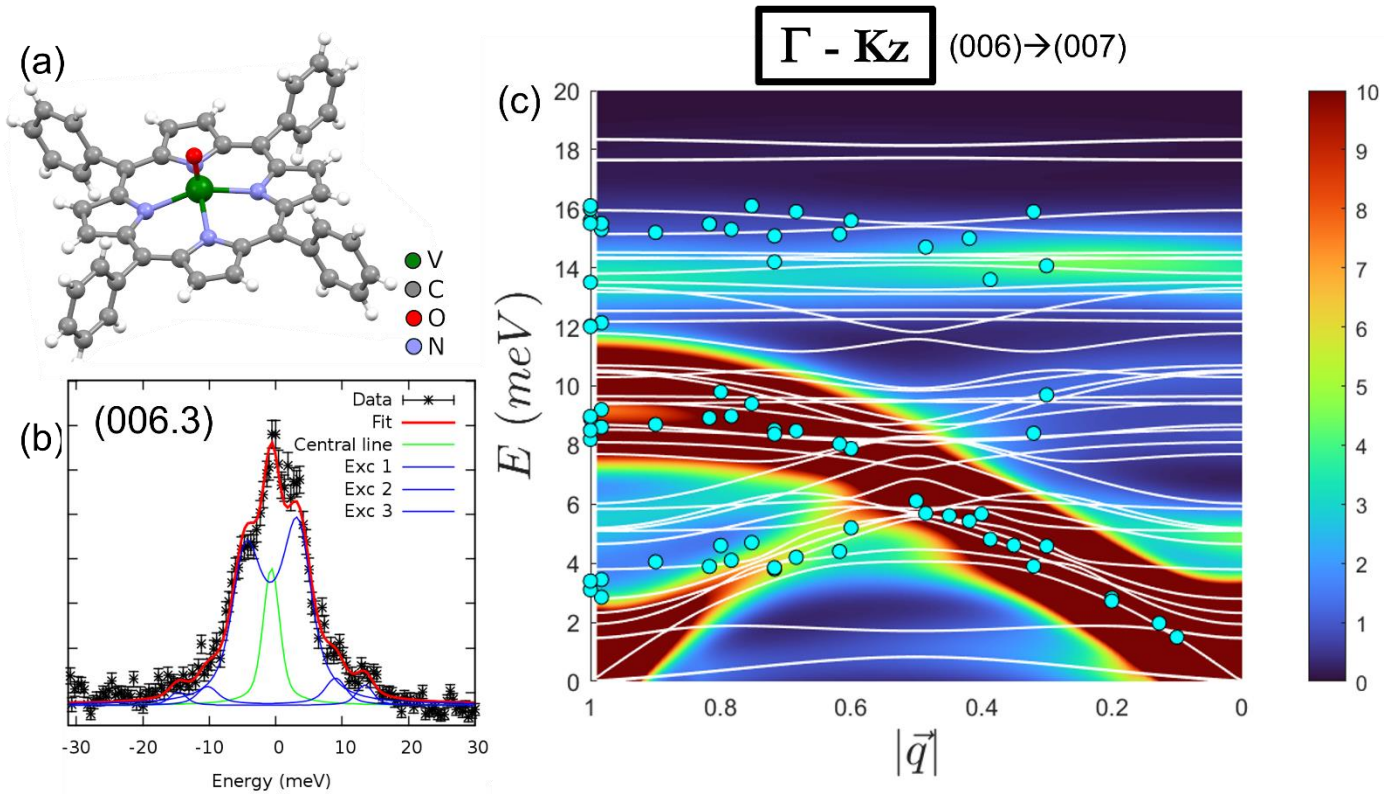 Γ - Kz (006)→(007)
(a)
V
C
O
N
(b)
(006.3)
Data
Fit
Central line
Exc 1
Exc 2
Exc 3
-30 -20 -10 0 10 20 30
Energy (meV)
(c)
E (meV)
20
18
16
14
12
10
8
6
4
2
0
1 0.8 0.6 0.4 0.2 0
|q⃗|
10
9
8
7
6
5
4
3
2
1
0